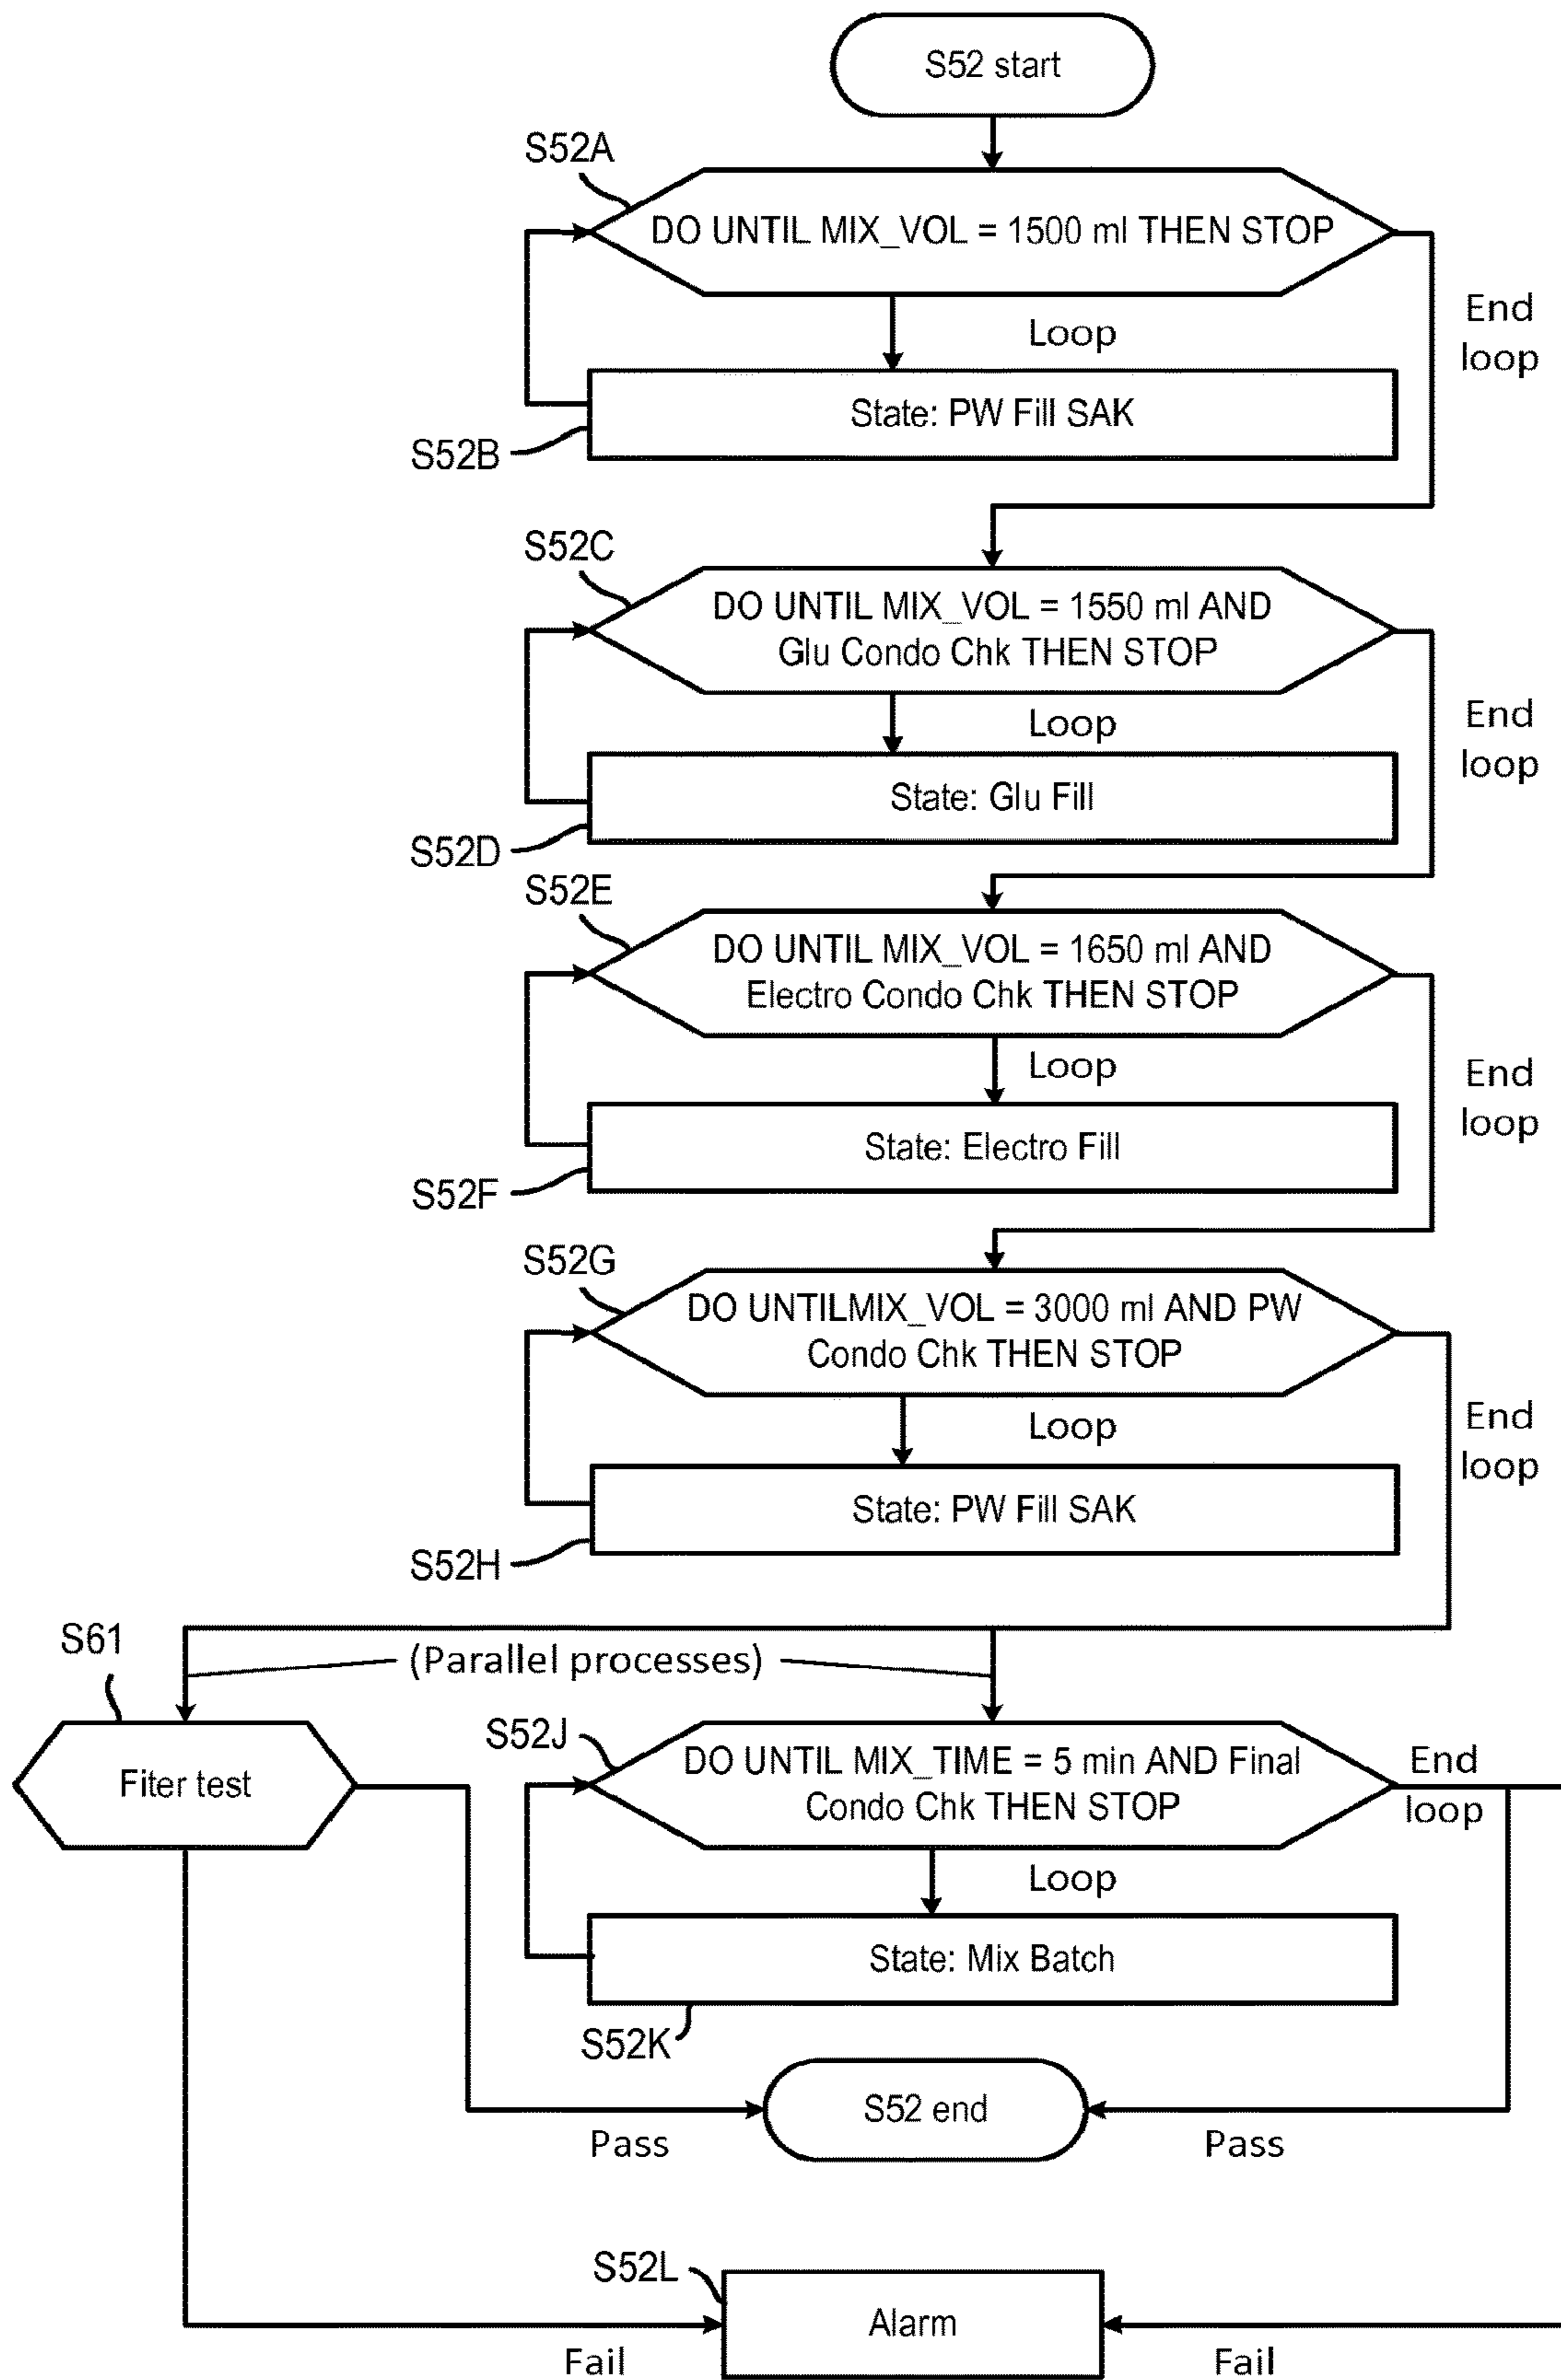 S52 start
S52A
DO UNTIL MIX_VOL = 1500 ml THEN STOP
Loop
End
loop
State: PW Fill SAK
S52B
S52C
DO UNTIL MIX_VOL = 1550 ml AND
Glu Condo Chk THEN STOP
Loop
End
loop
State: Glu Fill
S52D
S52E
DO UNTIL MIX_VOL = 1650 ml AND
Electro Condo Chk THEN STOP
Loop
End
loop
State: Electro Fill
S52F
S52G
DO UNTILMIX_VOL = 3000 ml AND PW
Condo Chk THEN STOP
Loop
End
loop
State: PW Fill SAK
S52H
S61
(Parallel processes)
Fiter test
S52J
DO UNTIL MIX_TIME = 5 min AND Final
Condo Chk THEN STOP
End
loop
Loop
State: Mix Batch
S52K
S52 end
Pass
Pass
S52L
Alarm
Fail
Fail